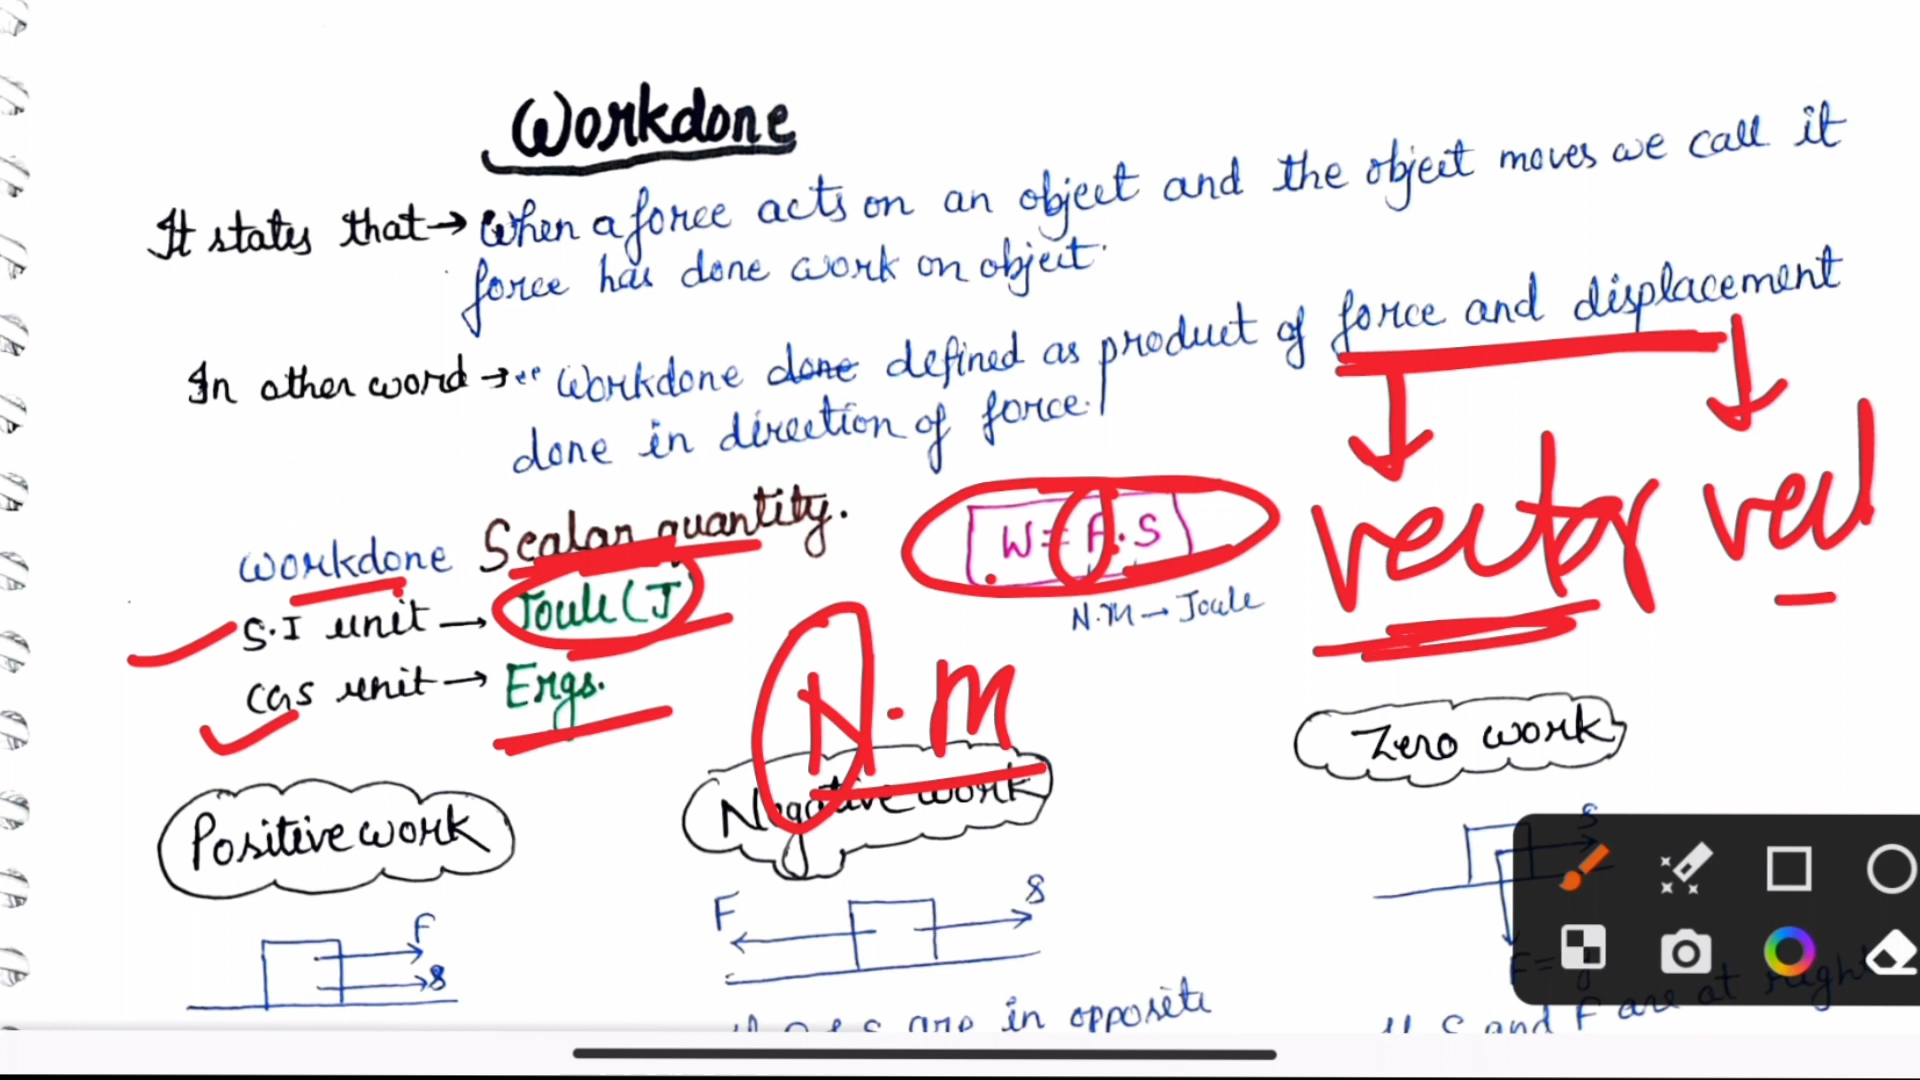 Workdone
It states that → When a force acts on an object and the object moves we call it
force has done work on object.
In other word → "" Workdone done defined as product of force and displacement
done in direction of force.
vector vect
workdone Scalar quantity.
W = F.S
N.M → Joule
S.I unit → Joule (J)
CGS unit → Ergs.
N.M
Positive work
Negative work
Zero work
F
S
F
S
S
F=
are in opposite
S and F are at right